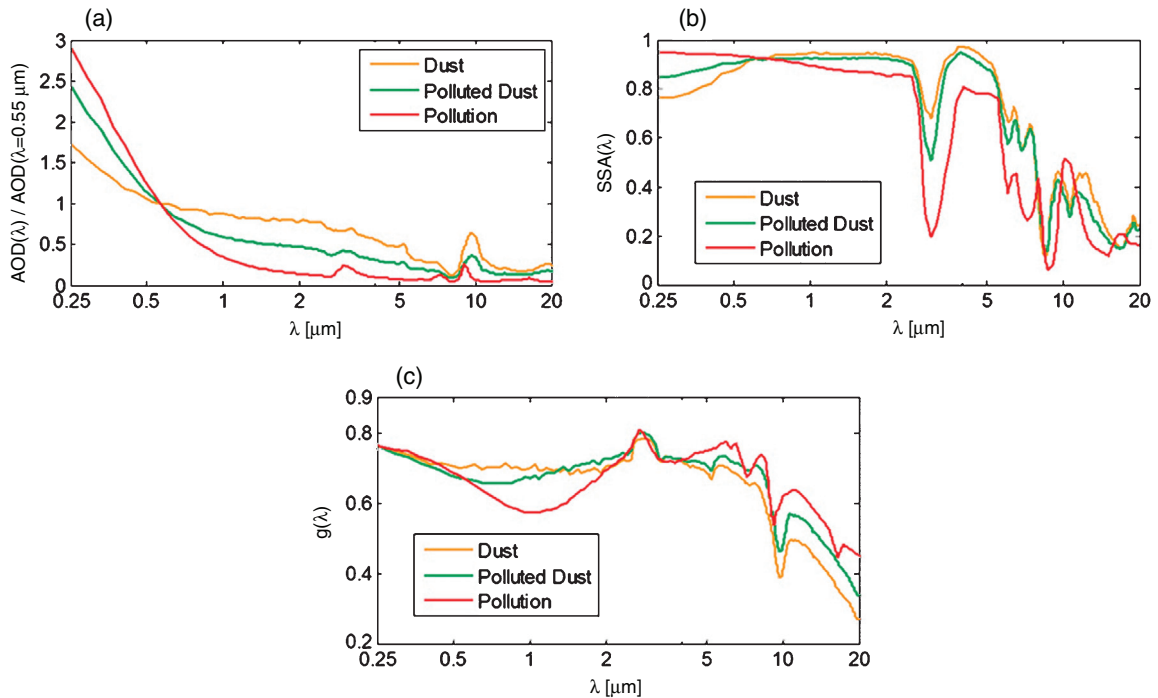 (a)
3
2.5
2
1.5
1
0.5
0
AOD(λ) / AOD(λ=0.55 μm)
Dust
Polluted Dust
Pollution
0.25 0.5 1 2 5 10 20
λ [μm]
(b)
1
0.8
0.6
0.4
0.2
0
SSA(λ)
Dust
Polluted Dust
Pollution
0.25 0.5 1 2 5 10 20
λ [μm]
(c)
0.9
0.8
0.6
0.4
0.2
g(λ)
Dust
Polluted Dust
Pollution
0.25 0.5 1 2 5 10 20
λ [μm]